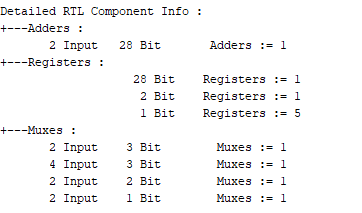 Detailed RTL Component Info :
+---Adders :
2 Input 28 Bit Adders := 1
+---Registers :
28 Bit Registers := 1
2 Bit Registers := 1
1 Bit Registers := 5
+---Muxes :
2 Input 3 Bit Muxes := 1
4 Input 3 Bit Muxes := 1
2 Input 2 Bit Muxes := 1
2 Input 1 Bit Muxes := 1